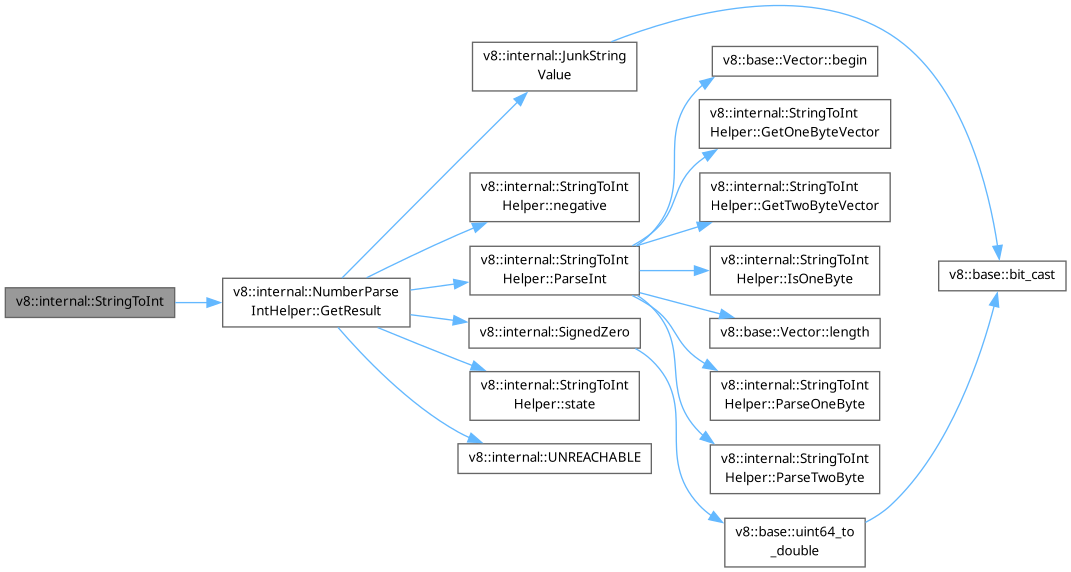 v8::internal::StringToInt
v8::internal::NumberParse
IntHelper::GetResult
v8::internal::JunkString
Value
v8::internal::StringToInt
Helper::negative
v8::internal::StringToInt
Helper::ParseInt
v8::internal::SignedZero
v8::internal::StringToInt
Helper::state
v8::internal::UNREACHABLE
v8::base::Vector::begin
v8::internal::StringToInt
Helper::GetOneByteVector
v8::internal::StringToInt
Helper::GetTwoByteVector
v8::internal::StringToInt
Helper::IsOneByte
v8::base::Vector::length
v8::internal::StringToInt
Helper::ParseOneByte
v8::internal::StringToInt
Helper::ParseTwoByte
v8::base::uint64_to
_double
v8::base::bit_cast